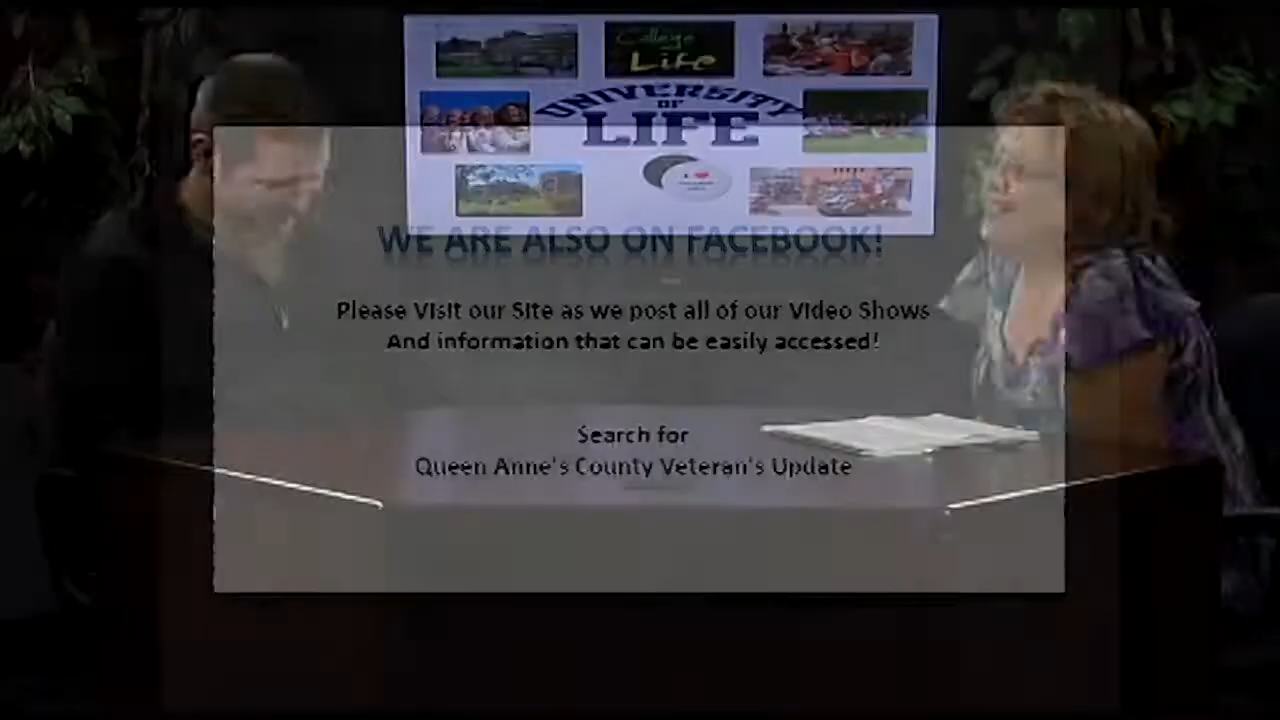 College
Life
UNIVERSITY
OF
LIFE
WE ARE ALSO ON FACEBOOK!
Please Visit our Site as we post all of our Video Shows
And information that can be easily accessed!
Search for
Queen Anne's County Veteran's Update